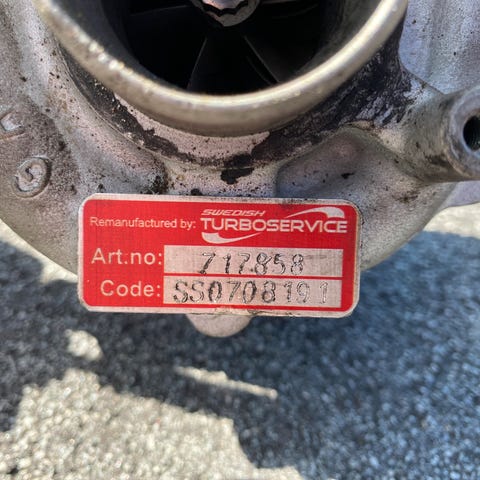 SWEDISH
Remanufactured by: TURBOSERVICE
Art.no: 717858
Code: SS0708191